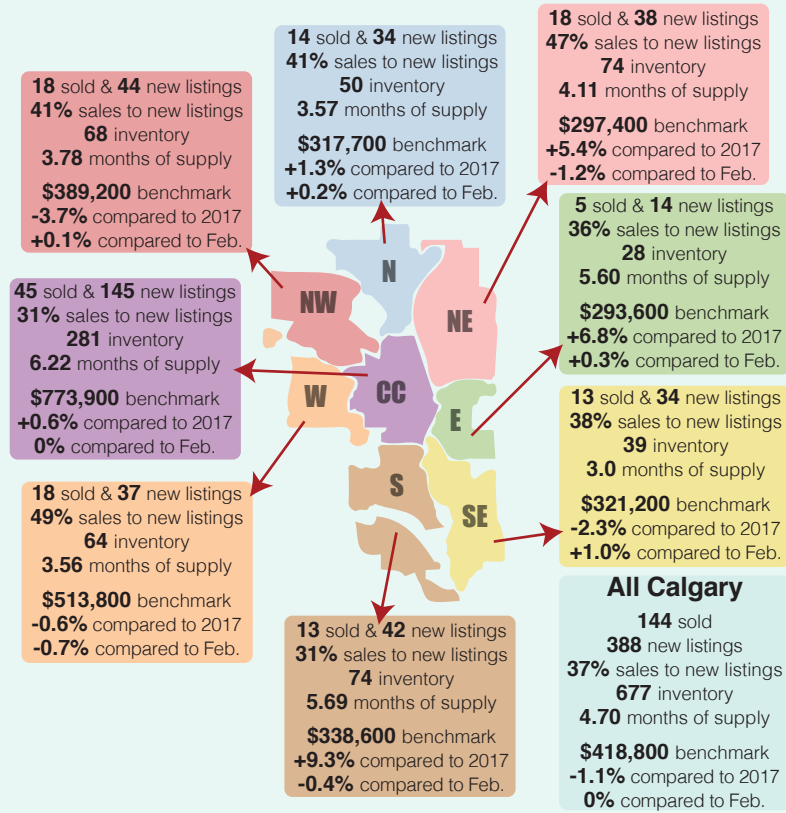 14 sold & 34 new listings
41% sales to new listings
50 inventory
3.57 months of supply
$317,700 benchmark
+1.3% compared to 2017
+0.2% compared to Feb.
18 sold & 38 new listings
47% sales to new listings
74 inventory
4.11 months of supply
$297,400 benchmark
+5.4% compared to 2017
-1.2% compared to Feb.
18 sold & 44 new listings
41% sales to new listings
68 inventory
3.78 months of supply
$389,200 benchmark
-3.7% compared to 2017
+0.1% compared to Feb.
5 sold & 14 new listings
36% sales to new listings
28 inventory
5.60 months of supply
$293,600 benchmark
+6.8% compared to 2017
+0.3% compared to Feb.
45 sold & 145 new listings
31% sales to new listings
281 inventory
6.22 months of supply
$773,900 benchmark
+0.6% compared to 2017
0% compared to Feb.
N
NW
NE
W
CC
E
S
SE
13 sold & 34 new listings
38% sales to new listings
39 inventory
3.0 months of supply
$321,200 benchmark
-2.3% compared to 2017
+1.0% compared to Feb.
18 sold & 37 new listings
49% sales to new listings
64 inventory
3.56 months of supply
$513,800 benchmark
-0.6% compared to 2017
-0.7% compared to Feb.
13 sold & 42 new listings
31% sales to new listings
74 inventory
5.69 months of supply
$338,600 benchmark
+9.3% compared to 2017
-0.4% compared to Feb.
All Calgary
144 sold
388 new listings
37% sales to new listings
677 inventory
4.70 months of supply
$418,800 benchmark
-1.1% compared to 2017
0% compared to Feb.